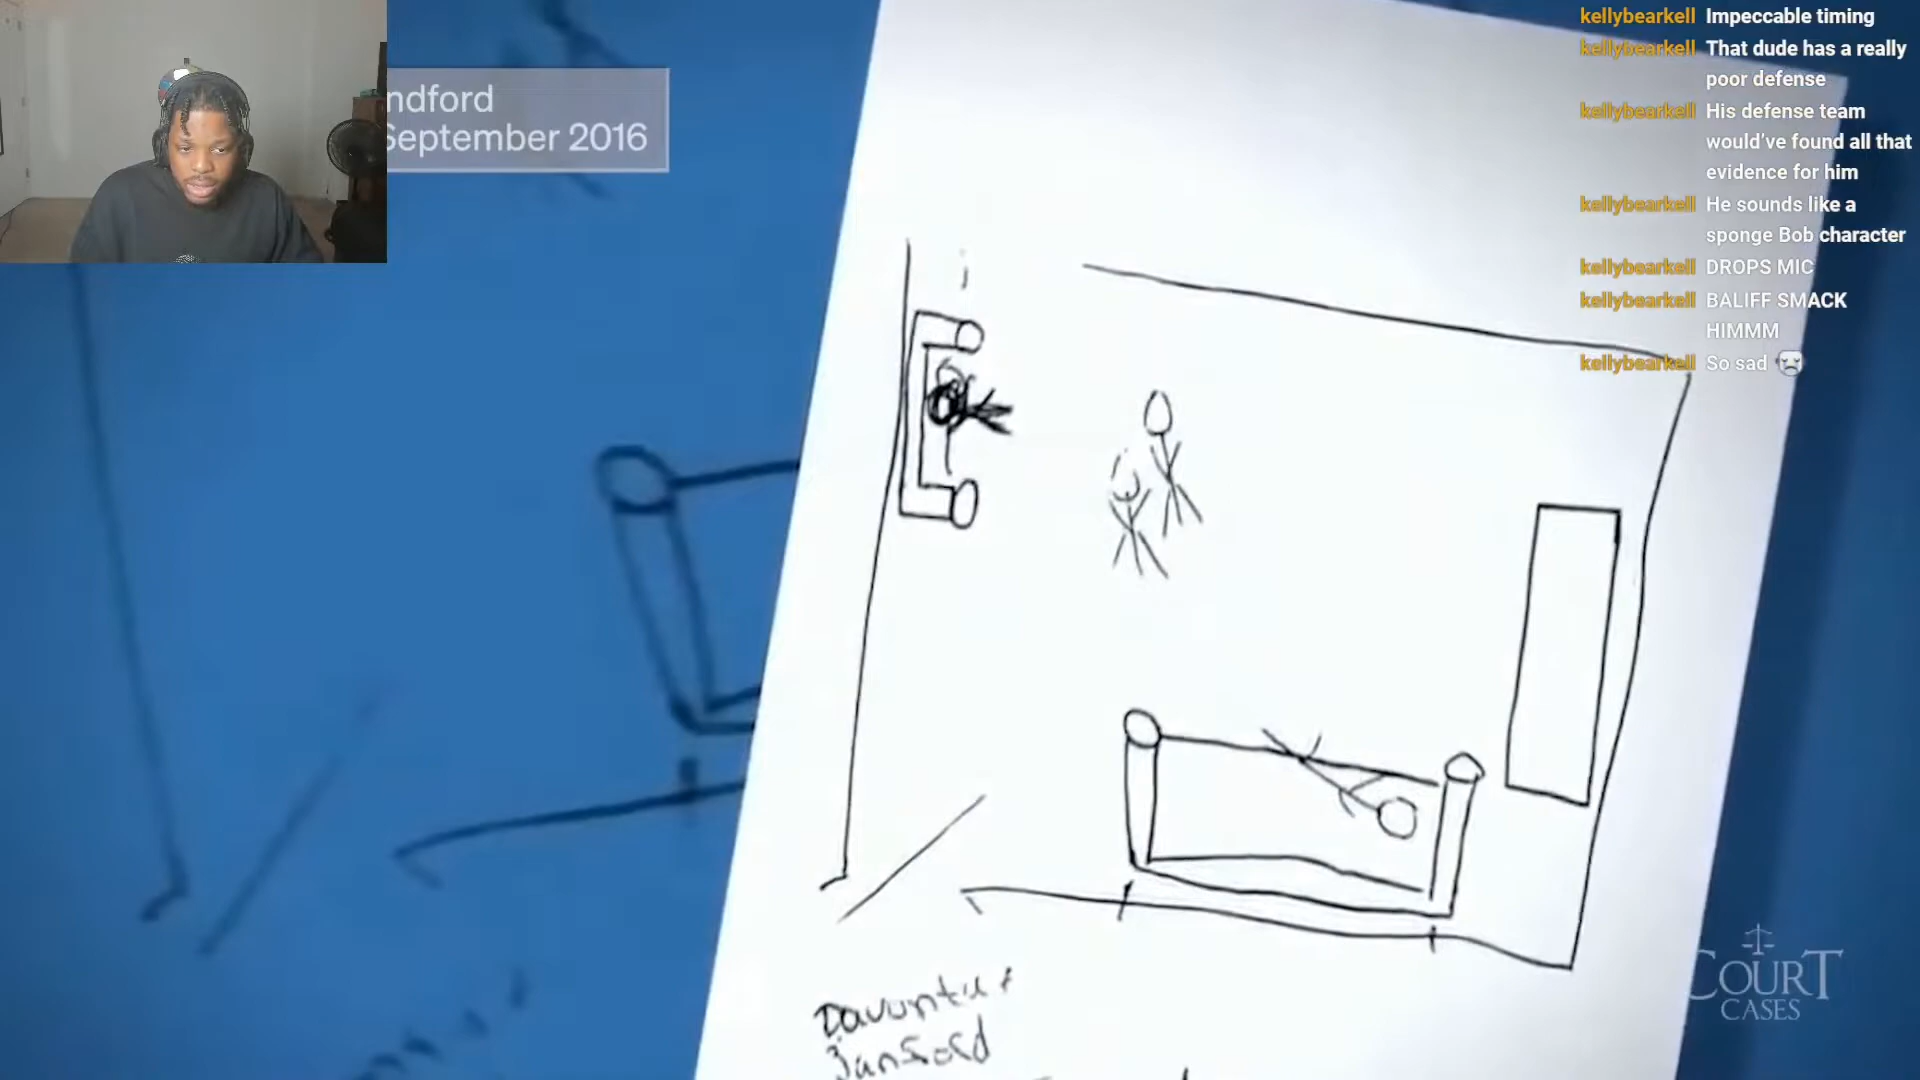 ndford
September 2016
kellybearkell Impeccable timing
kellybearkell That dude has a really
poor defense
kellybearkell His defense team
would've found all that
evidence for him
kellybearkell He sounds like a
sponge Bob character
kellybearkell DROPS MIC
kellybearkell BALIFF SMACK
HIMMM
kellybearkell So sad
Davunta
Sanford
COURT
CASES